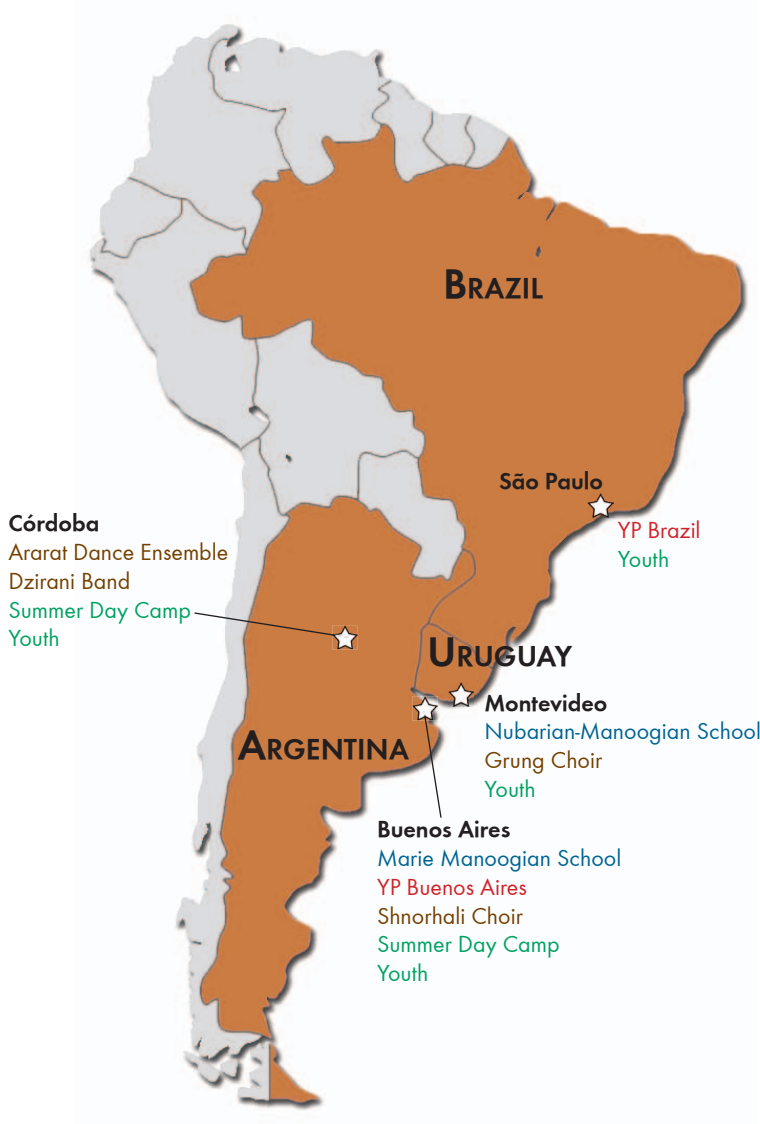 BRAZIL
São Paulo
YP Brazil
Youth
Córdoba
Ararat Dance Ensemble
Dzirani Band
Summer Day Camp
Youth
URUGUAY
Montevideo
Nubarian-Manoogian School
Grung Choir
Youth
ARGENTINA
Buenos Aires
Marie Manoogian School
YP Buenos Aires
Shnorhali Choir
Summer Day Camp
Youth